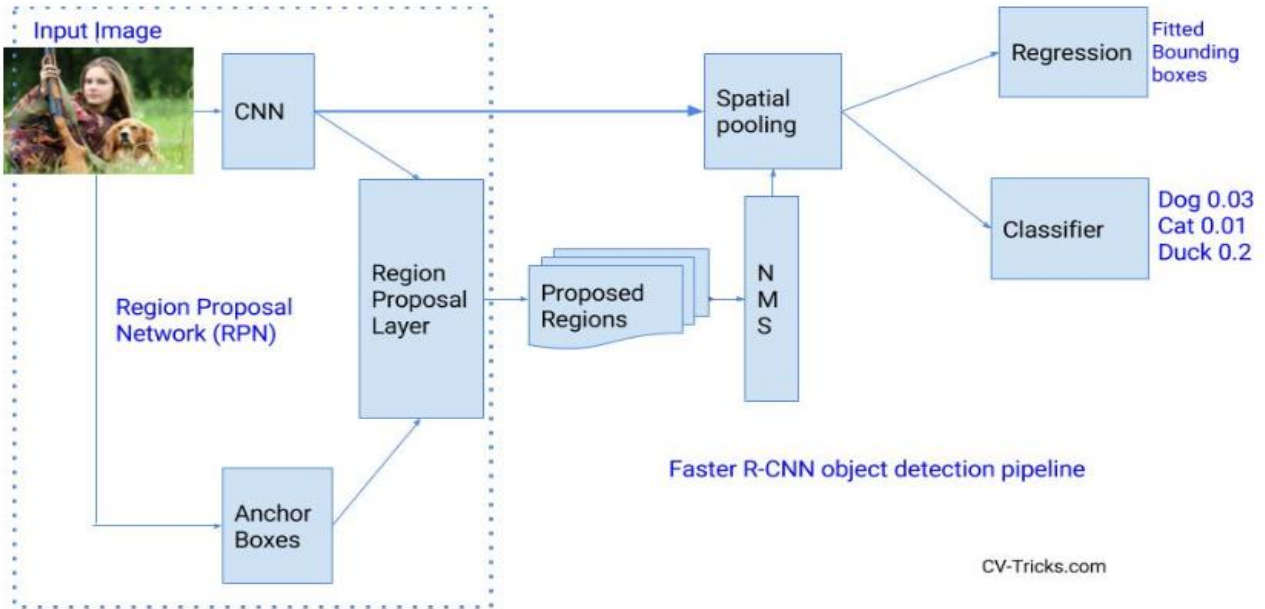 Input Image
CNN
Region Proposal
Network (RPN)
Region
Proposal
Layer
Anchor
Boxes
Proposed
Regions
N
M
S
Spatial
pooling
Regression
Fitted
Bounding
boxes
Classifier
Dog 0.03
Cat 0.01
Duck 0.2
Faster R-CNN object detection pipeline
CV-Tricks.com